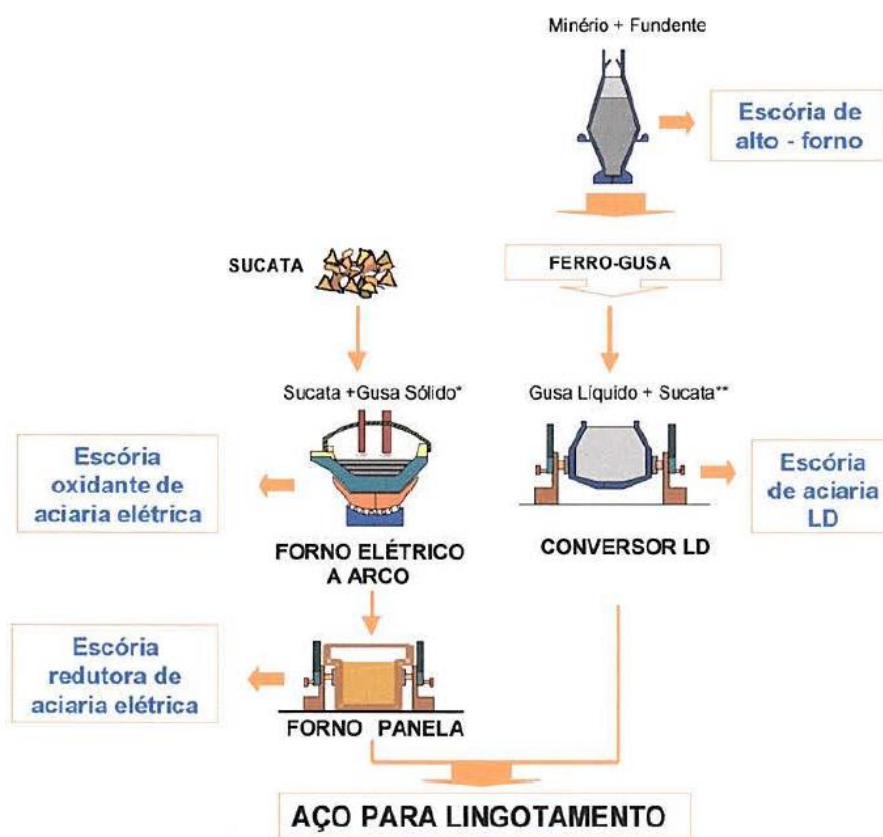 Minério + Fundente
Escória de
alto - forno
SUCATA
FERRO-GUSA
Sucata +Gusa Sólido*
Gusa Líquido + Sucata**
Escória
oxidante de
aciaria elétrica
Escória
de aciaria
LD
FORNO ELÉTRICO
A ARCO
CONVERSOR LD
Escória
redutora de
aciaria elétrica
FORNO PANELA
AÇO PARA LINGOTAMENTO